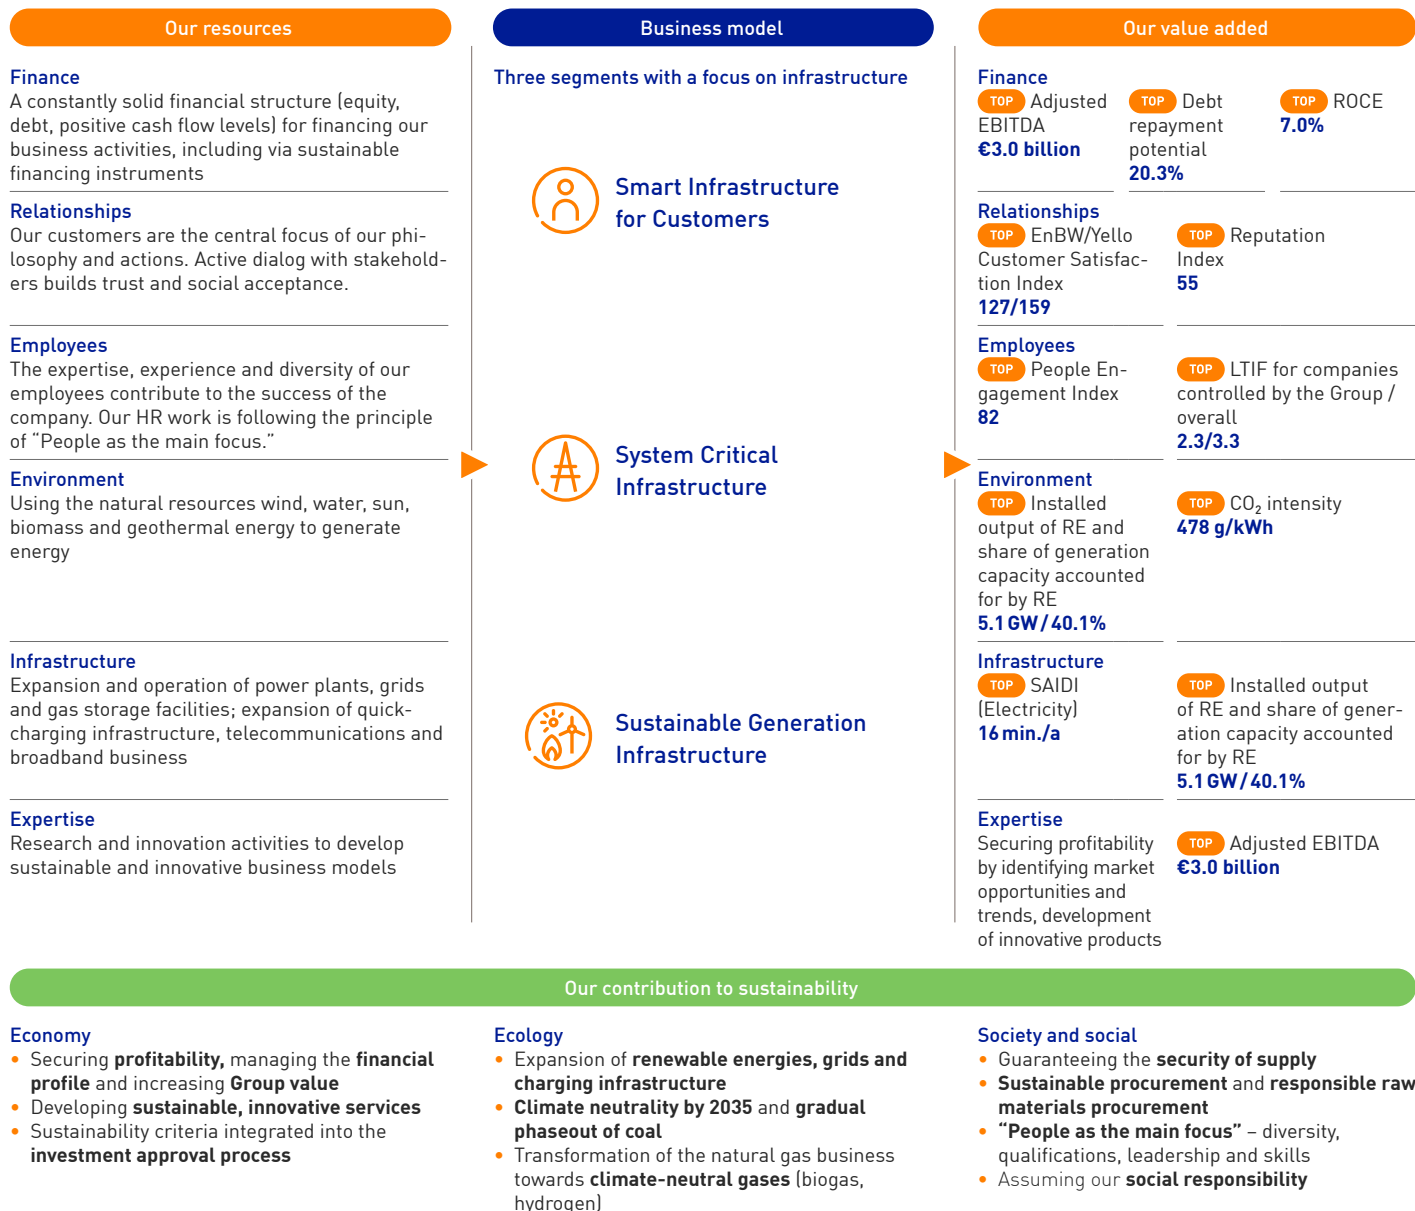 Our resources
Finance
A constantly solid financial structure (equity,
debt, positive cash flow levels) for financing our
business activities, including via sustainable
financing instruments
Relationships
Our customers are the central focus of our phi-
losophy and actions. Active dialog with stakehold-
ers builds trust and social acceptance.
Employees
The expertise, experience and diversity of our
employees contribute to the success of the
company. Our HR work is following the principle
of “People as the main focus.”
Environment
Using the natural resources wind, water, sun,
biomass and geothermal energy to generate
energy
Infrastructure
Expansion and operation of power plants, grids
and gas storage facilities; expansion of quick-
charging infrastructure, telecommunications and
broadband business
Expertise
Research and innovation activities to develop
sustainable and innovative business models
Business model
Three segments with a focus on infrastructure
Smart Infrastructure
for Customers
System Critical
Infrastructure
Sustainable Generation
Infrastructure
Our value added
Finance
TOP Adjusted
EBITDA
€3.0 billion
TOP Debt
repayment
potential
20.3%
TOP ROCE
7.0%
Relationships
TOP EnBW/Yello
Customer Satisfac-
tion Index
127/159
TOP Reputation
Index
55
Employees
TOP People En-
gagement Index
82
TOP LTIF for companies
controlled by the Group /
overall
2.3/3.3
Environment
TOP Installed
output of RE and
share of generation
capacity accounted
for by RE
5.1 GW / 40.1%
TOP CO₂ intensity
478 g/kWh
Infrastructure
TOP SAIDI
(Electricity)
16 min./a
TOP Installed output
of RE and share of gener-
ation capacity accounted
for by RE
5.1 GW / 40.1%
Expertise
Securing profitability
by identifying market
opportunities and
trends, development
of innovative products
TOP Adjusted EBITDA
€3.0 billion
Our contribution to sustainability
Economy
• Securing profitability, managing the financial
profile and increasing Group value
• Developing sustainable, innovative services
• Sustainability criteria integrated into the
investment approval process
Ecology
• Expansion of renewable energies, grids and
charging infrastructure
• Climate neutrality by 2035 and gradual
phaseout of coal
• Transformation of the natural gas business
towards climate-neutral gases (biogas,
hydrogen)
Society and social
• Guaranteeing the security of supply
• Sustainable procurement and responsible raw
materials procurement
• “People as the main focus” – diversity,
qualifications, leadership and skills
• Assuming our social responsibility